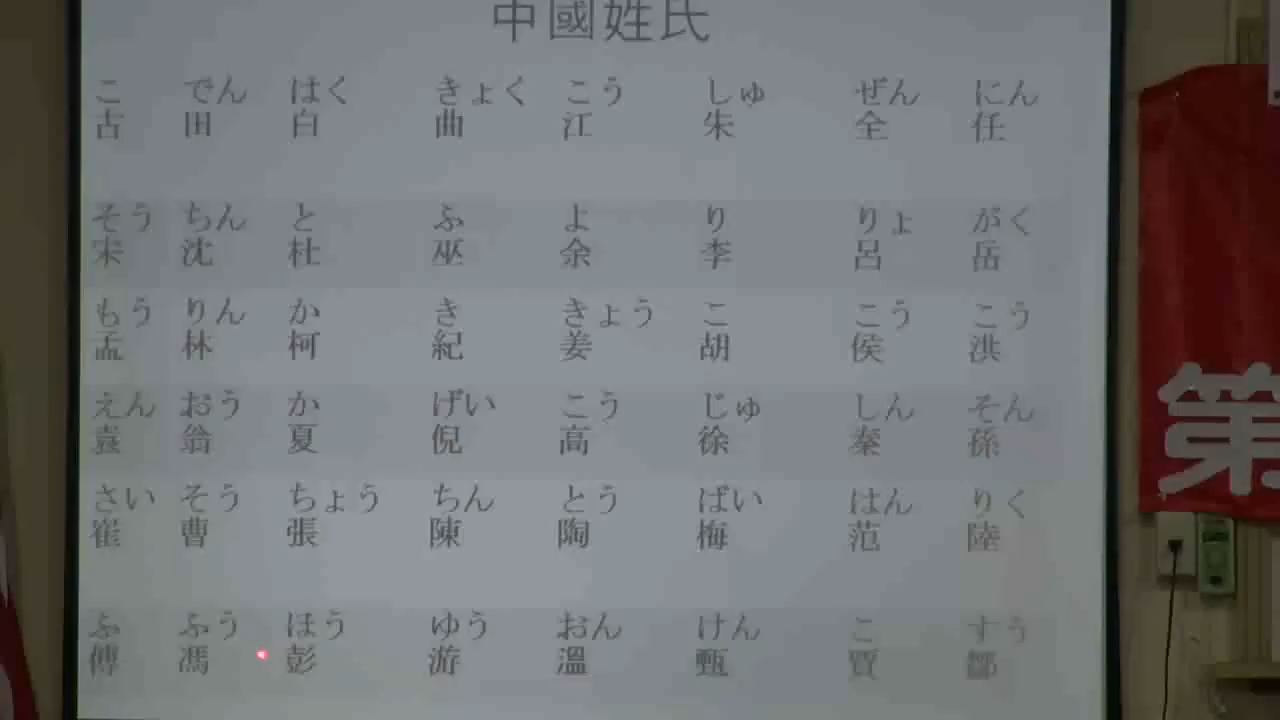 中國姓氏
こ でん はく きょく こう しゅ ぜん にん
古 田 白 曲 江 朱 全 任
そう ちん と ふ よ り りょ がく
宋 沈 杜 巫 余 李 呂 岳
もう りん か き きょう こ こう こう
孟 林 柯 紀 姜 胡 侯 洪
えん おう か げい こう じゅ しん そん
袁 翁 夏 倪 高 徐 秦 孫
さい そう ちょう ちん とう ばい はん りく
崔 曹 張 陳 陶 梅 范 陸
ふ ふう ほう ゆう おん けん こ すう
傅 馮 彭 游 溫 甄 賈 鄒
第